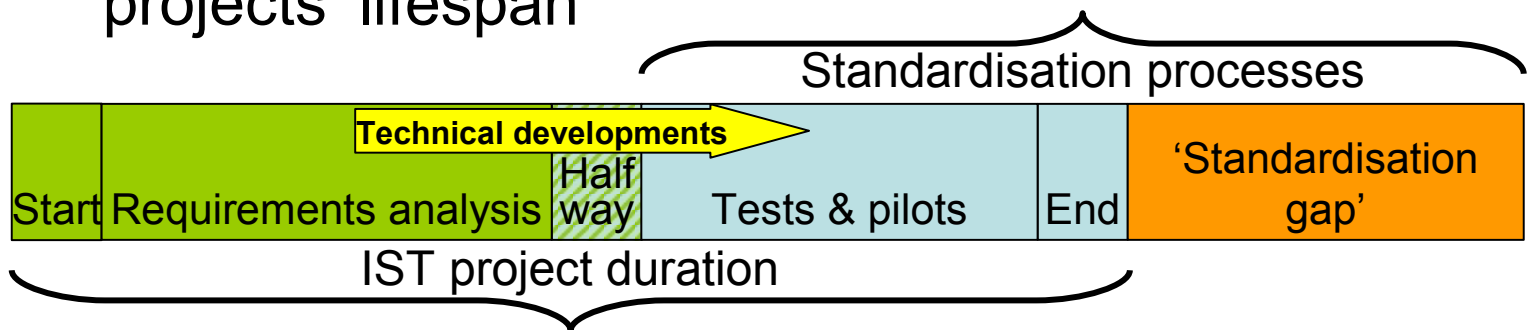 projects' lifespan
Standardisation processes
Technical developments
Start
Requirements analysis
Half
way
Tests & pilots
End
‘Standardisation
gap’
IST project duration